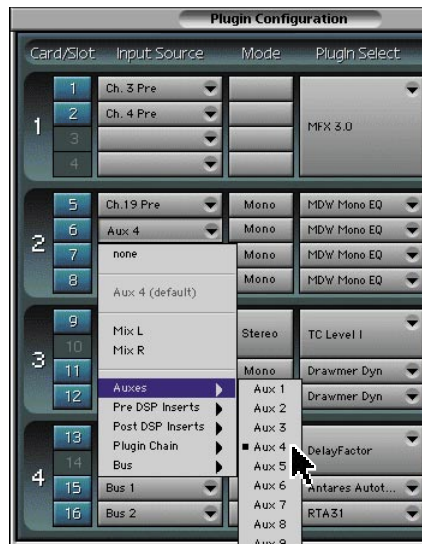 Plugin Configuration
Card/Slot Input Source Mode Plugin Select
1
1 Ch. 3 Pre
2 Ch. 4 Pre
MFX 3.0
3
4
2
5 Ch.19 Pre Mono MDW Mono EQ
6 Aux 4 Mono MDW Mono EQ
7 Mono MDW Mono EQ
8 Mono MDW Mono EQ
none
Aux 4 (default)
Mix L
Mix R
Auxes
Pre DSP Inserts
Post DSP Inserts
Plugin Chain
Bus
3
9 Stereo TC Level I
10
11 Mono Drawmer Dyn
12 Drawmer Dyn
Aux 1
Aux 2
Aux 3
Aux 4
Aux 5
Aux 6
Aux 7
Aux 8
Aux 9
4
13 DelayFactor
14
15 Bus 1 Antares Autot...
16 Bus 2 RTA31